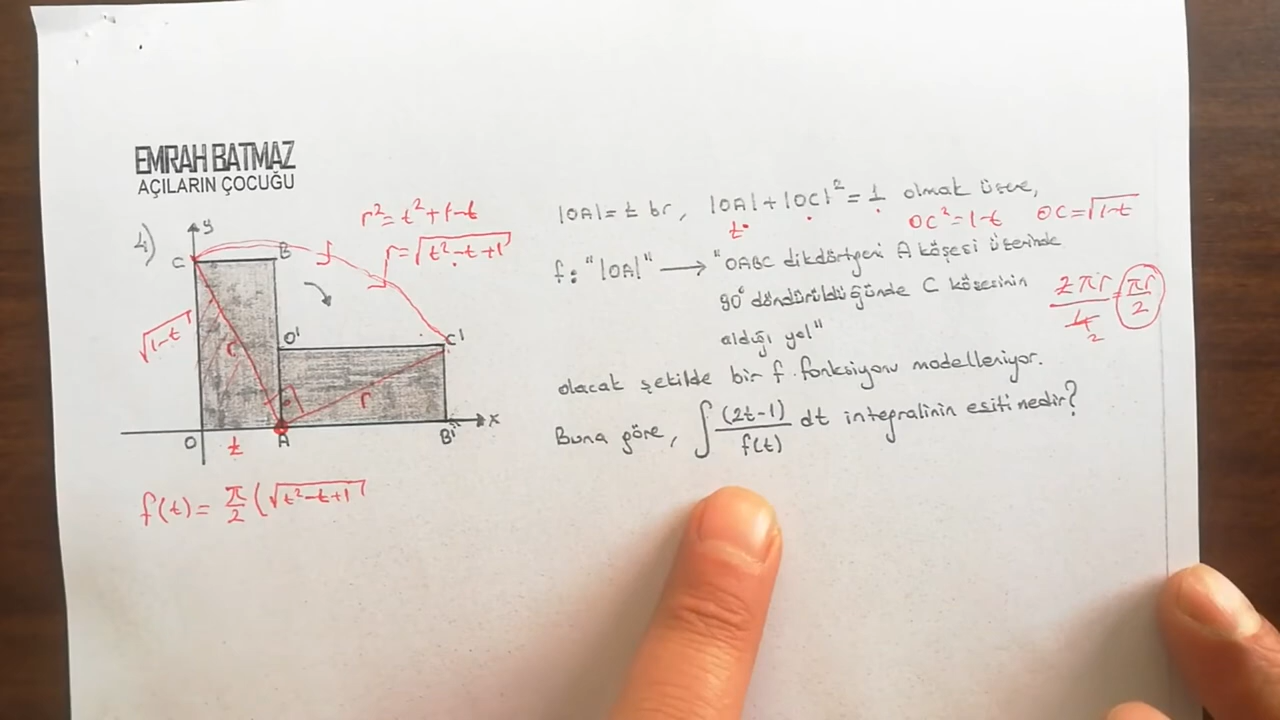 EMRAH BATMAZ
AÇILARIN ÇOCUĞU
4)
y
C
B
O'
C'
O
A
B'
x
√1-t
r
r
t
r² = t² + 1-t
r = √t²-t+1
f(t) = π/2 (√t²-t+1
|OA| = t br, |OA| + |OC|² = 1 olmak üzere,
t
OC² = 1-t OC = √1-t
f: "|OA|" → "OABC dikdörtgeni A köşesi üzerinde
90° döndürüldüğünde C köşesinin
aldığı yol"
2πr/4 = πr/2
2
olacak şekilde bir f fonksiyonu modelleniyor.
Buna göre, ∫ (2t-1)/f(t) dt integralinin eşiti nedir?